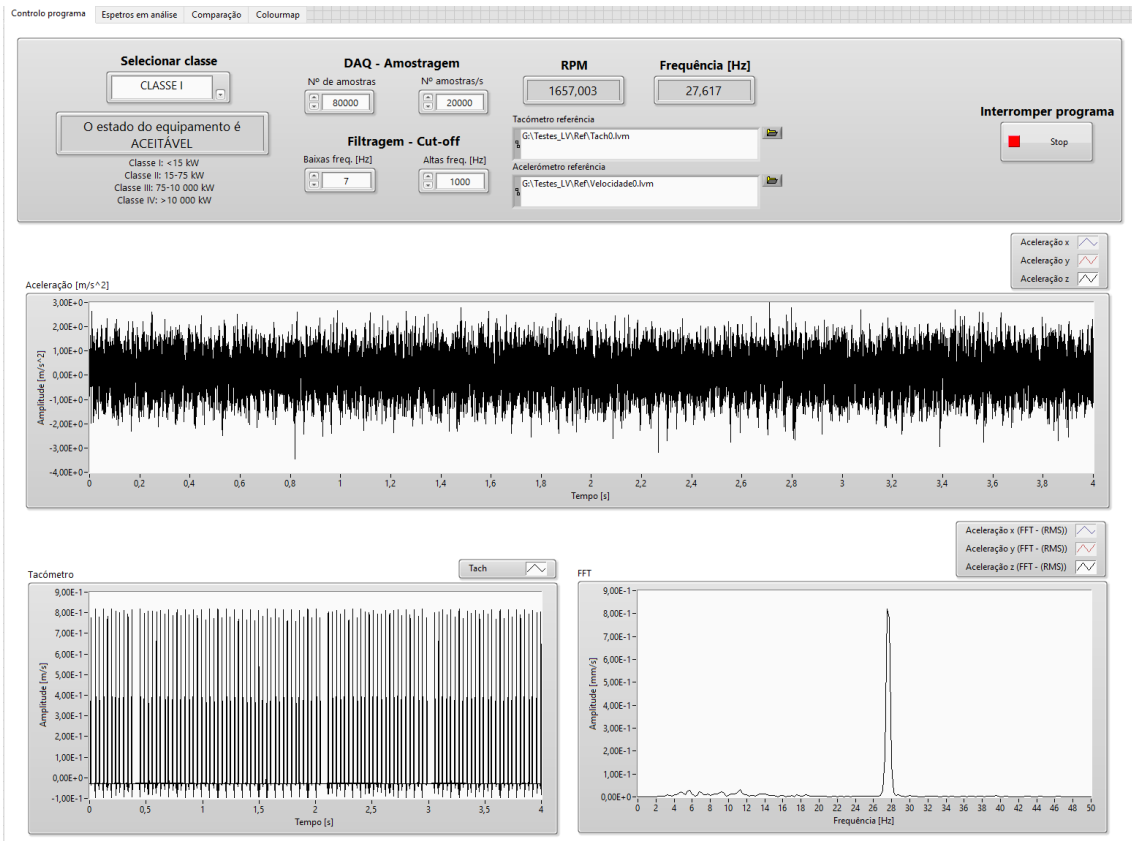 Controlo programa
Espetros em análise
Comparação
Colourmap
Selecionar classe
CLASSE I
O estado do equipamento é
ACEITÁVEL
Classe I: <15 kW
Classe II: 15-75 kW
Classe III: 75-10 000 kW
Classe IV: >10 000 kW
DAQ - Amostragem
Nº de amostras
Nº amostras/s
80000
20000
Filtragem - Cut-off
Baixas freq. [Hz]
Altas freq. [Hz]
7
1000
RPM
Frequência [Hz]
1657,003
27,617
Tacómetro referência
G:\Testes_LV\Ref\Tach0.lvm
Acelerómetro referência
G:\Testes_LV\Ref\Velocidade0.lvm
Interromper programa
Stop
Aceleração x
Aceleração y
Aceleração z
Aceleração [m/s^2]
Amplitude [m/s^2]
3,00E+0
2,00E+0
1,00E+0
0,00E+0
-1,00E+0
-2,00E+0
-3,00E+0
-4,00E+0
0 0,2 0,4 0,6 0,8 1 1,2 1,4 1,6 1,8 2 2,2 2,4 2,6 2,8 3 3,2 3,4 3,6 3,8 4
Tempo [s]
Tacómetro
Tach
Amplitude [m/s]
9,00E-1
8,00E-1
7,00E-1
6,00E-1
5,00E-1
4,00E-1
3,00E-1
2,00E-1
1,00E-1
0,00E+0
-1,00E-1
0 0,5 1 1,5 2 2,5 3 3,5 4
Tempo [s]
Aceleração x (FFT - (RMS))
Aceleração y (FFT - (RMS))
Aceleração z (FFT - (RMS))
FFT
Amplitude [mm/s]
9,00E-1
8,00E-1
7,00E-1
6,00E-1
5,00E-1
4,00E-1
3,00E-1
2,00E-1
1,00E-1
0,00E+0
0 2 4 6 8 10 12 14 16 18 20 22 24 26 28 30 32 34 36 38 40 42 44 46 48 50
Frequência [Hz]